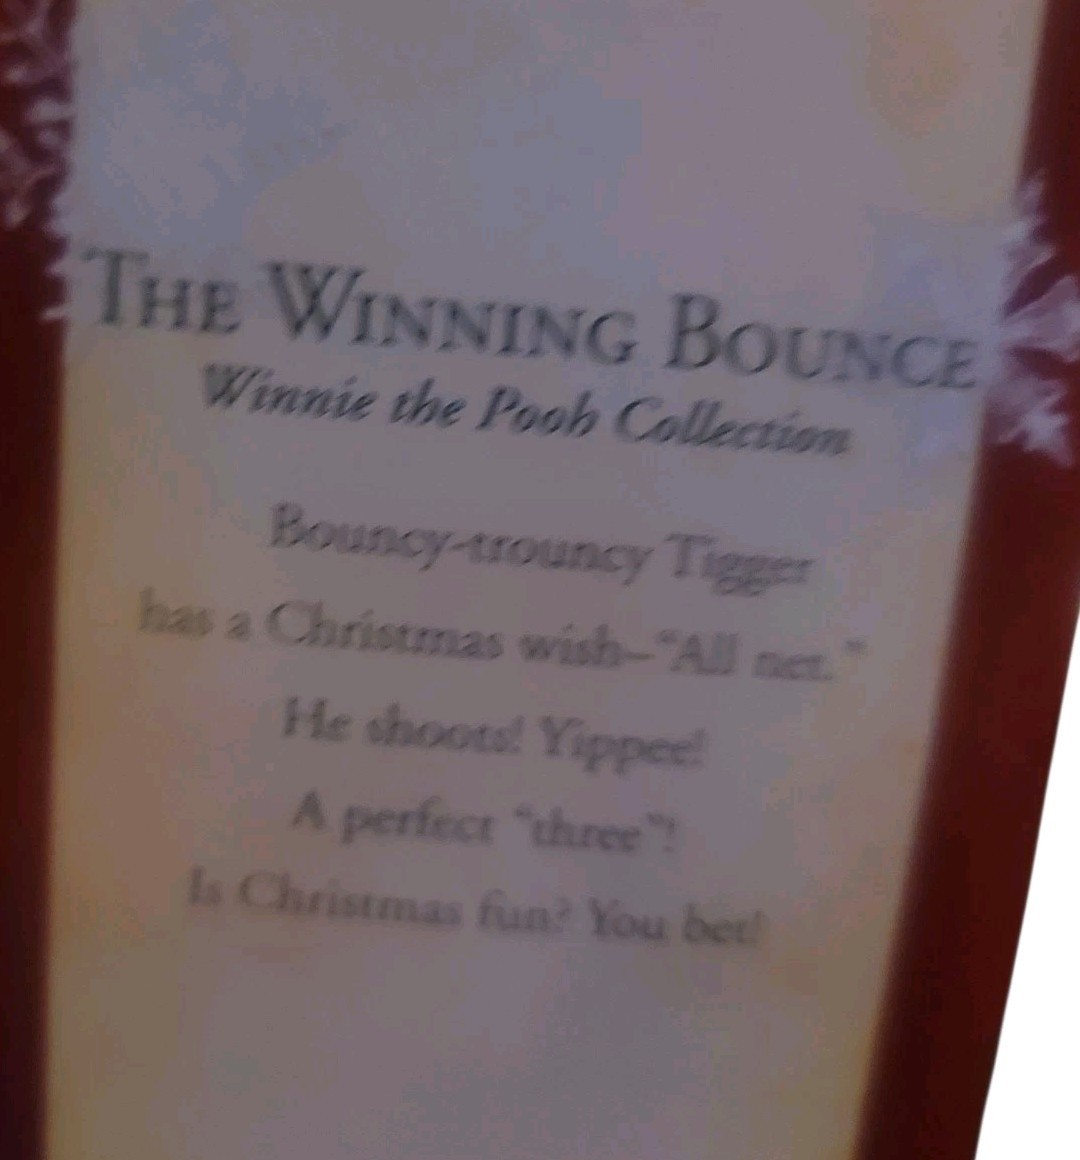 THE WINNING BOUNCE
Winnie the Pooh Collection
Bouncy-trouncy Tigger
has a Christmas wish–"All net."
He shoots! Yippee!
A perfect "three"!
Is Christmas fun? You bet!